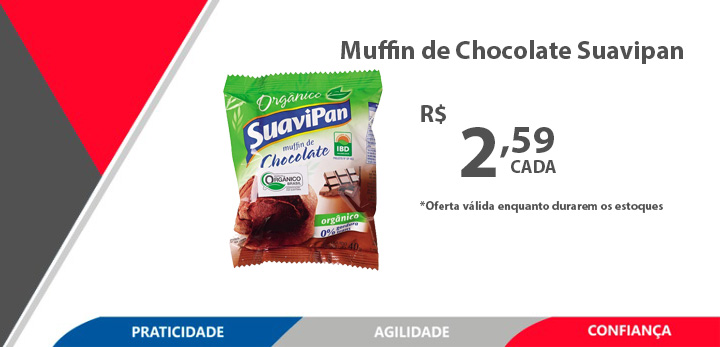 Muffin de Chocolate Suavipan
R$
2,59
CADA
*Oferta válida enquanto durarem os estoques
Orgânico
SuaviPan
muffin de
Chocolate
IBD
ORGÂNICO
BRASIL
orgânico
0%
PRATICIDADE
AGILIDADE
CONFIANÇA